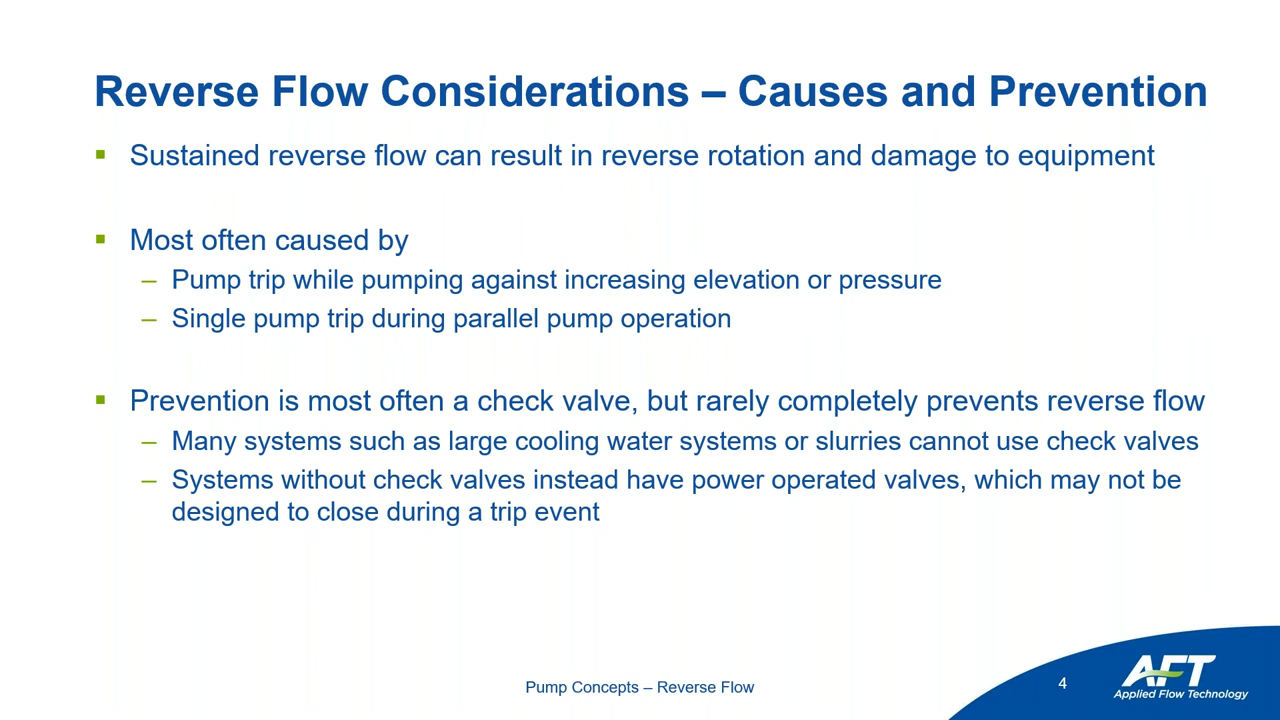 Reverse Flow Considerations – Causes and Prevention
▪ Sustained reverse flow can result in reverse rotation and damage to equipment
▪ Most often caused by
– Pump trip while pumping against increasing elevation or pressure
– Single pump trip during parallel pump operation
▪ Prevention is most often a check valve, but rarely completely prevents reverse flow
– Many systems such as large cooling water systems or slurries cannot use check valves
– Systems without check valves instead have power operated valves, which may not be
designed to close during a trip event
Pump Concepts – Reverse Flow
4
AFT
Applied Flow Technology